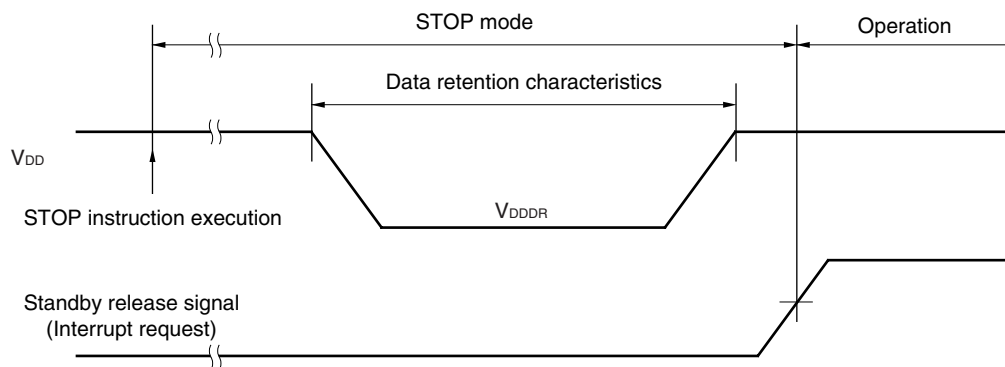 STOP mode
Operation
Data retention characteristics
VDD
STOP instruction execution
VDDDR
Standby release signal
(Interrupt request)